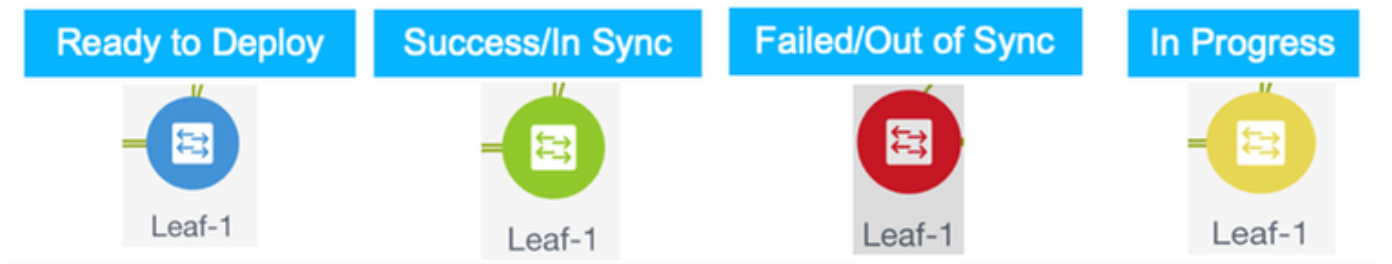 Ready to Deploy
Success/In Sync
Failed/Out of Sync
In Progress
Leaf-1
Leaf-1
Leaf-1
Leaf-1